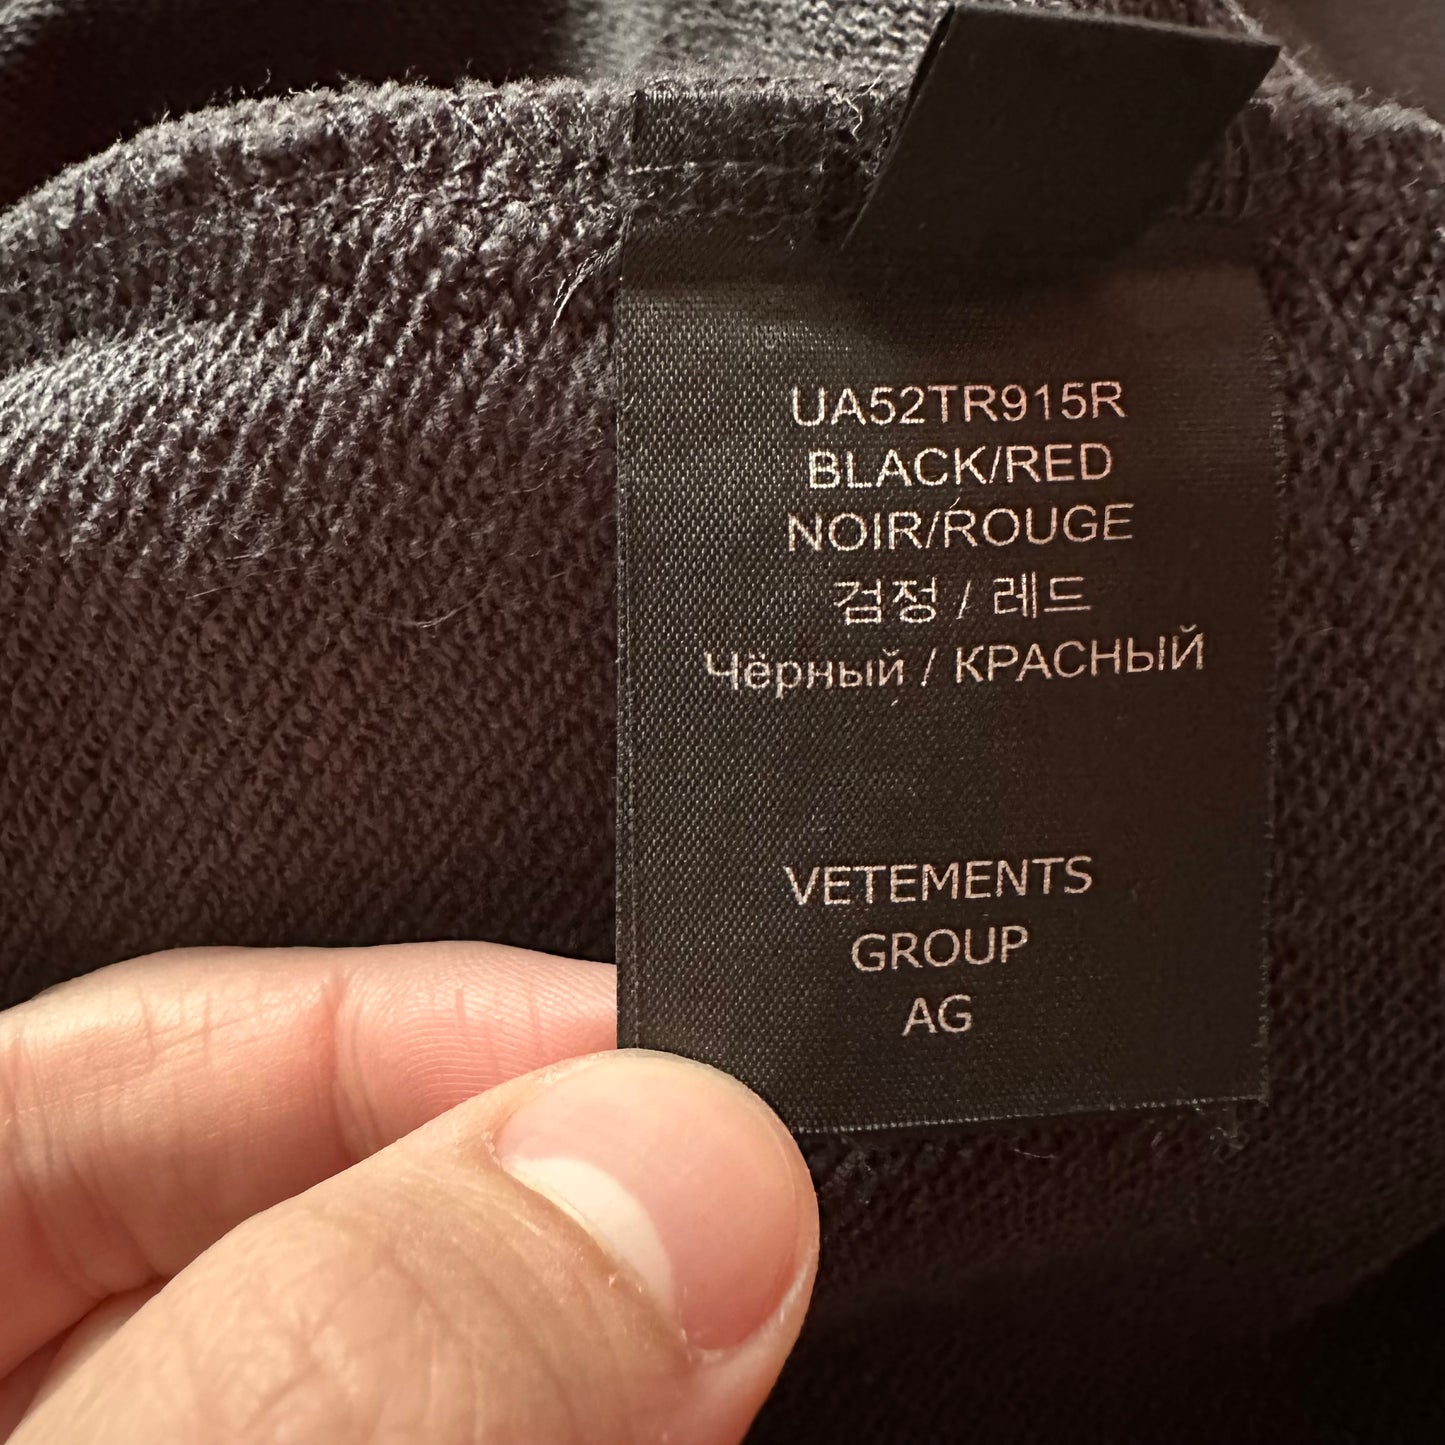 UA52TR915R
BLACK/RED
NOIR/ROUGE
검정 / 레드
Чёрный / КРАСНЫЙ
VETEMENTS
GROUP
AG